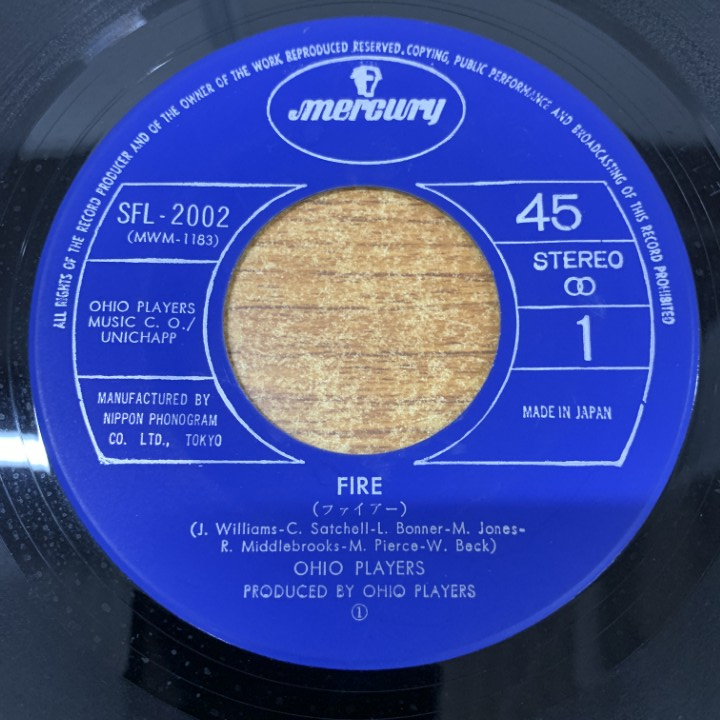 ALL RIGHTS OF THE RECORD PRODUCER AND OF THE OWNER OF THE WORK REPRODUCED RESERVED. COPYING, PUBLIC PERFORMANCE AND BROADCASTING OF THIS RECORD PROHIBITED
mercury
SFL-2002
(MWM-1183)
OHIO PLAYERS
MUSIC C. O./
UNICHAPP
MANUFACTURED BY
NIPPON PHONOGRAM
CO. LTD., TOKYO
45
STEREO
1
MADE IN JAPAN
FIRE
(ファイアー)
(J. Williams-C. Satchell-L. Bonner-M. Jones-
R. Middlebrooks-M. Pierce-W. Beck)
OHIO PLAYERS
PRODUCED BY OHIO PLAYERS
①